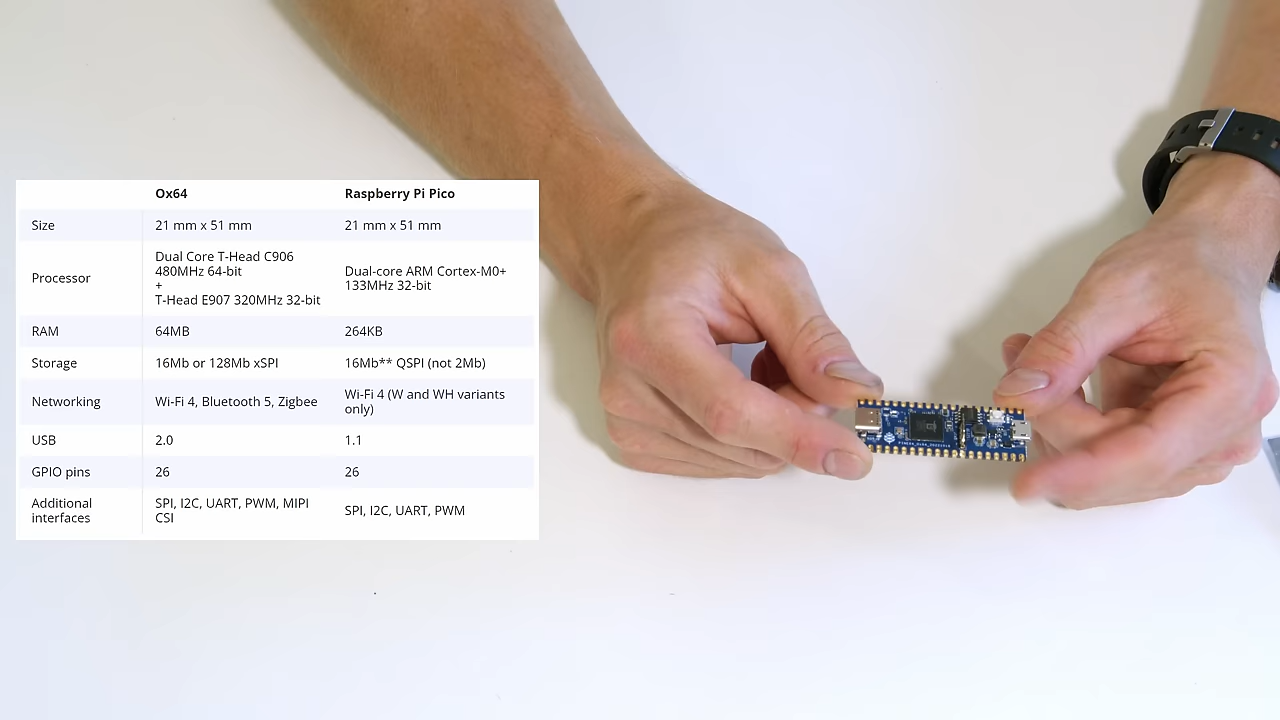 Ox64 Raspberry Pi Pico
Size 21 mm x 51 mm 21 mm x 51 mm
Processor Dual Core T-Head C906 480MHz 64-bit + T-Head E907 320MHz 32-bit Dual-core ARM Cortex-M0+ 133MHz 32-bit
RAM 64MB 264KB
Storage 16Mb or 128Mb xSPI 16Mb** QSPI (not 2Mb)
Networking Wi-Fi 4, Bluetooth 5, Zigbee Wi-Fi 4 (W and WH variants only)
USB 2.0 1.1
GPIO pins 26 26
Additional interfaces SPI, I2C, UART, PWM, MIPI CSI SPI, I2C, UART, PWM